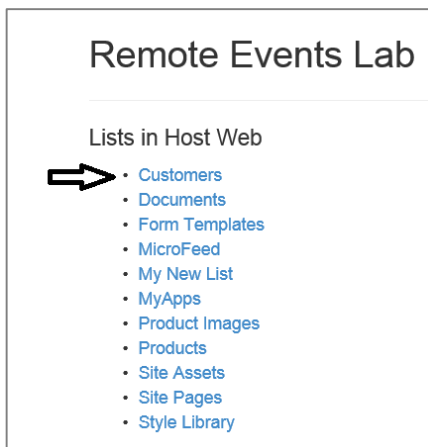 Remote Events Lab
Lists in Host Web
• Customers
• Documents
• Form Templates
• MicroFeed
• My New List
• MyApps
• Product Images
• Products
• Site Assets
• Site Pages
• Style Library